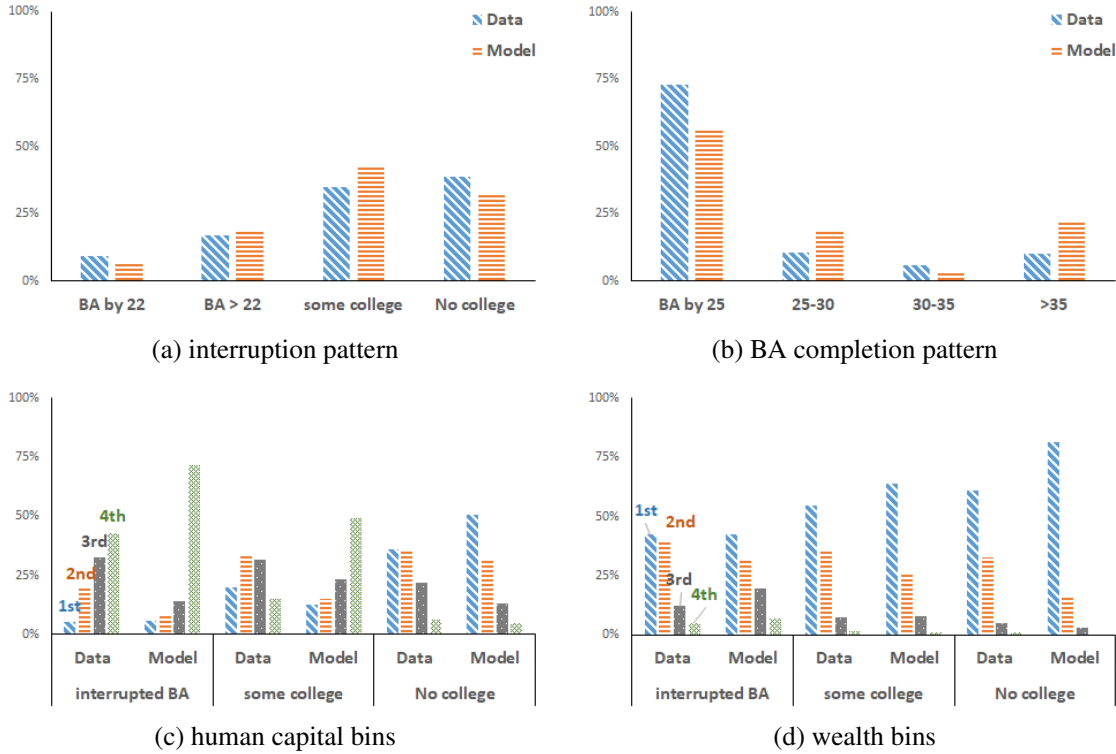 100%
75%
50%
25%
0%
Data
Model
BA by 22 BA > 22 some college No college
(a) interruption pattern
100%
75%
50%
25%
0%
Data
Model
BA by 25 25-30 30-35 >35
(b) BA completion pattern
100%
75%
50%
25%
0%
1st
2nd
3rd
4th
Data Model Data Model Data Model
interrupted BA some college No college
(c) human capital bins
100%
75%
50%
25%
0%
1st
2nd
3rd
4th
Data Model Data Model Data Model
interrupted BA some college No college
(d) wealth bins